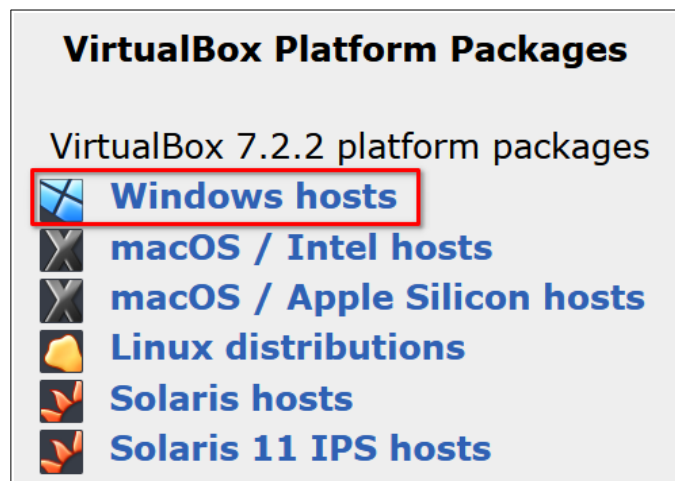 VirtualBox Platform Packages
VirtualBox 7.2.2 platform packages
Windows hosts
macOS / Intel hosts
macOS / Apple Silicon hosts
Linux distributions
Solaris hosts
Solaris 11 IPS hosts